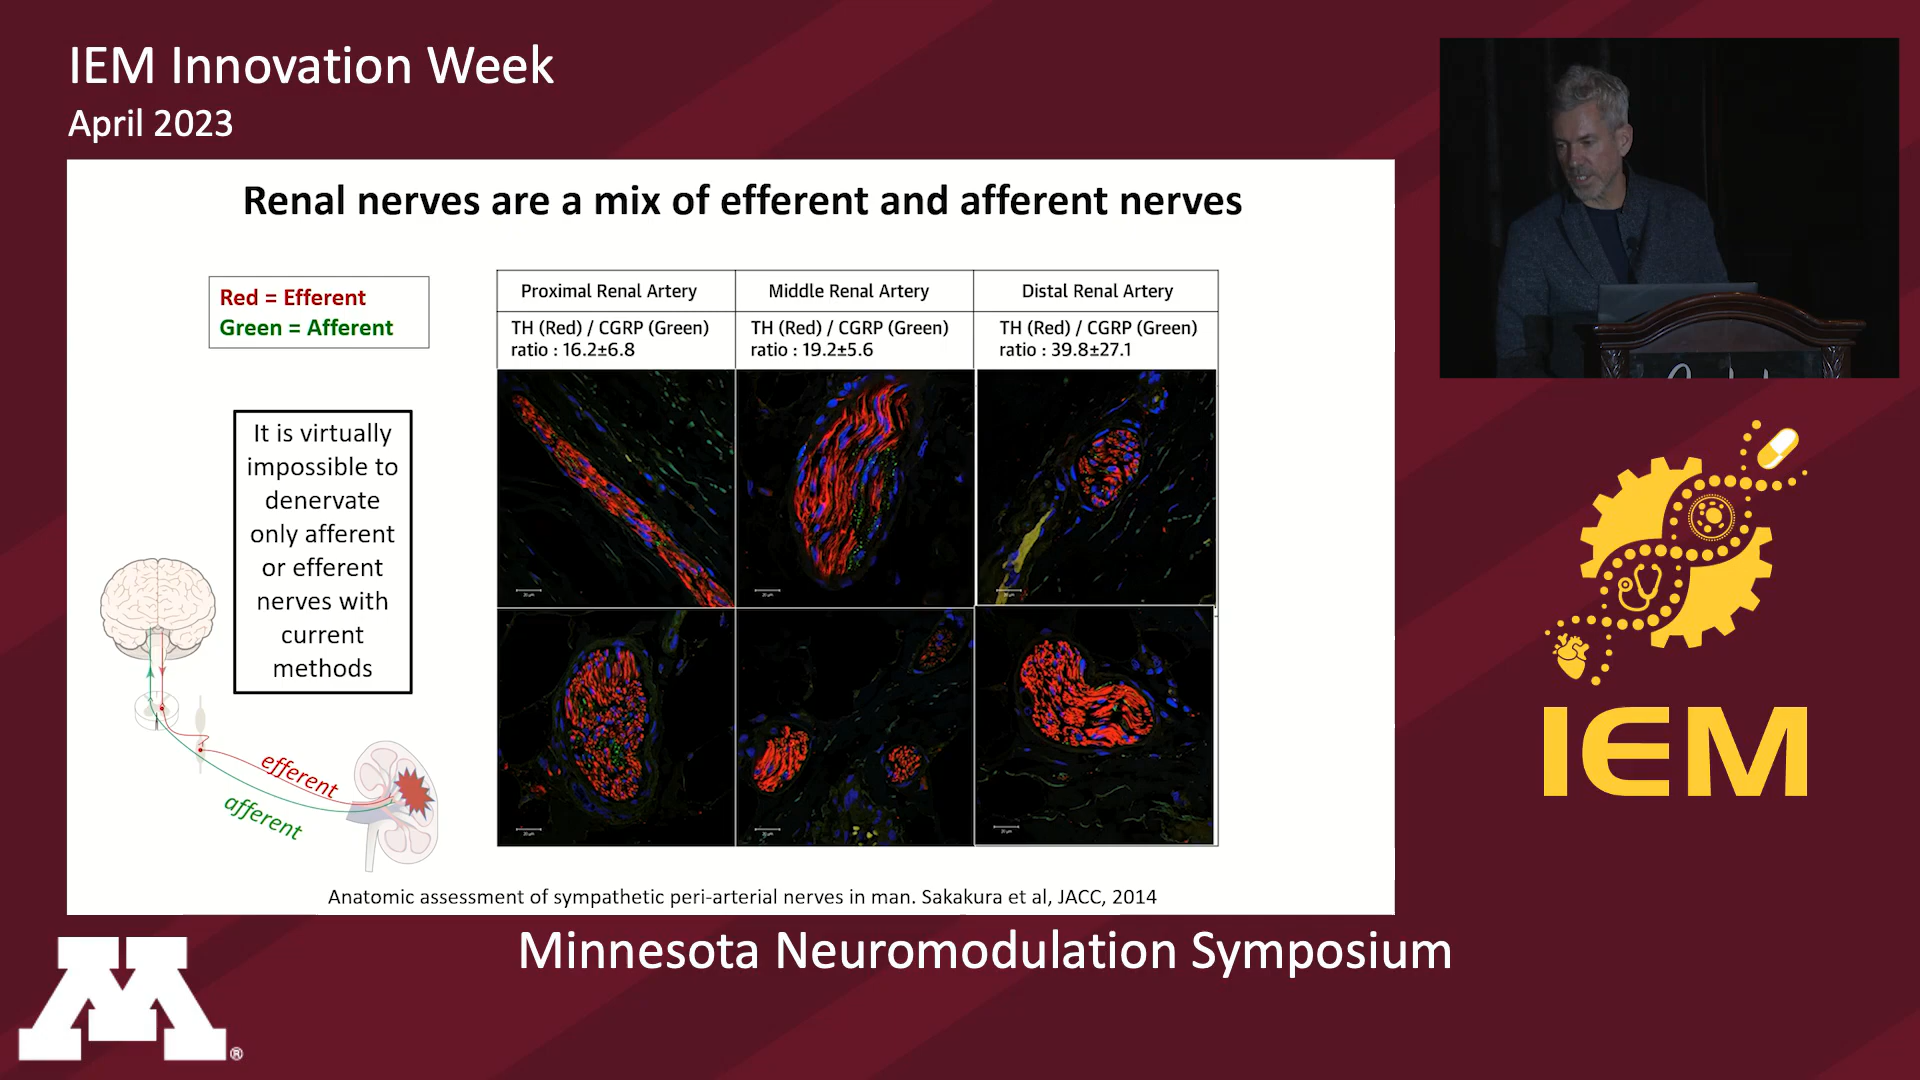 IEM Innovation Week
April 2023
Renal nerves are a mix of efferent and afferent nerves
Red = Efferent
Green = Afferent
It is virtually
impossible to
denervate
only afferent
or efferent
nerves with
current
methods
efferent
afferent
Proximal Renal Artery
Middle Renal Artery
Distal Renal Artery
TH (Red) / CGRP (Green)
ratio : 16.2±6.8
TH (Red) / CGRP (Green)
ratio : 19.2±5.6
TH (Red) / CGRP (Green)
ratio : 39.8±27.1
Anatomic assessment of sympathetic peri-arterial nerves in man. Sakakura et al, JACC, 2014
IEM
Minnesota Neuromodulation Symposium
M®